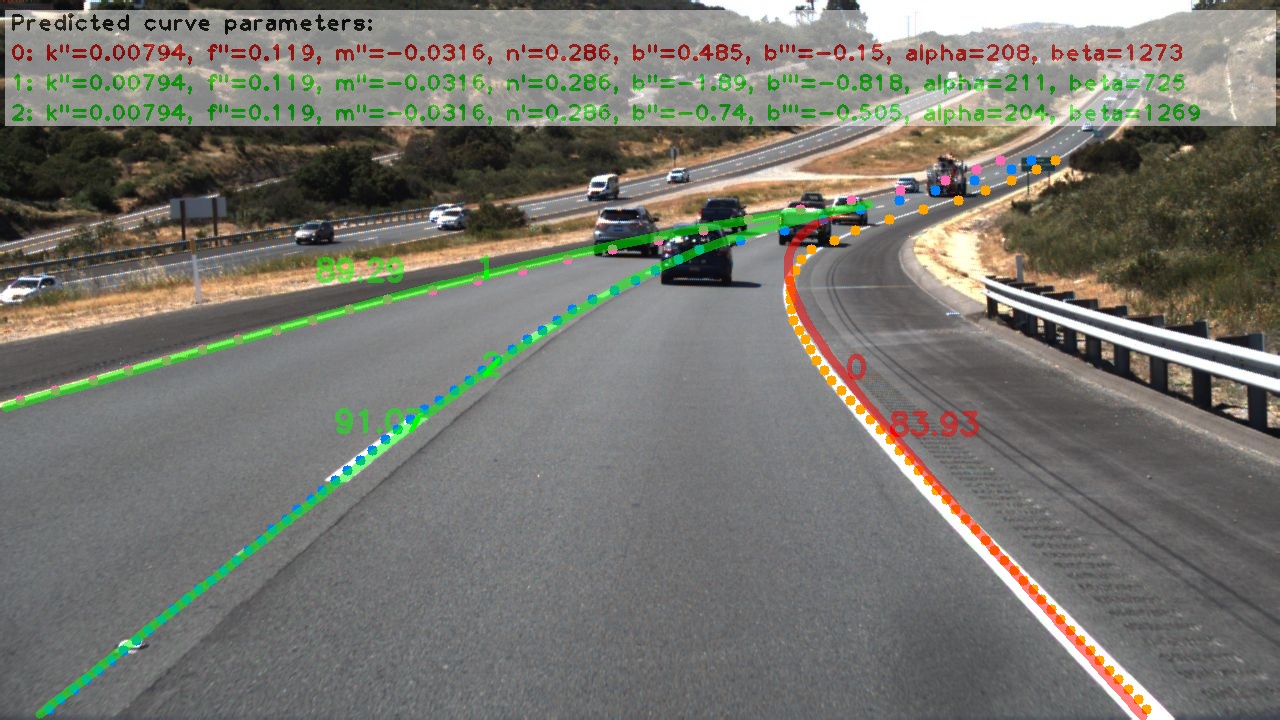 Predicted curve parameters:
0: k''=0.00794, f''=0.119, m''=-0.0316, n'=0.286, b''=0.485, b'''=-0.15, alpha=208, beta=1273
1: k''=0.00794, f''=0.119, m''=-0.0316, n'=0.286, b''=-1.89, b'''=-0.818, alpha=211, beta=725
2: k''=0.00794, f''=0.119, m''=-0.0316, n'=0.286, b''=-0.74, b'''=-0.505, alpha=204, beta=1269
89.29
1
2
0
83.93